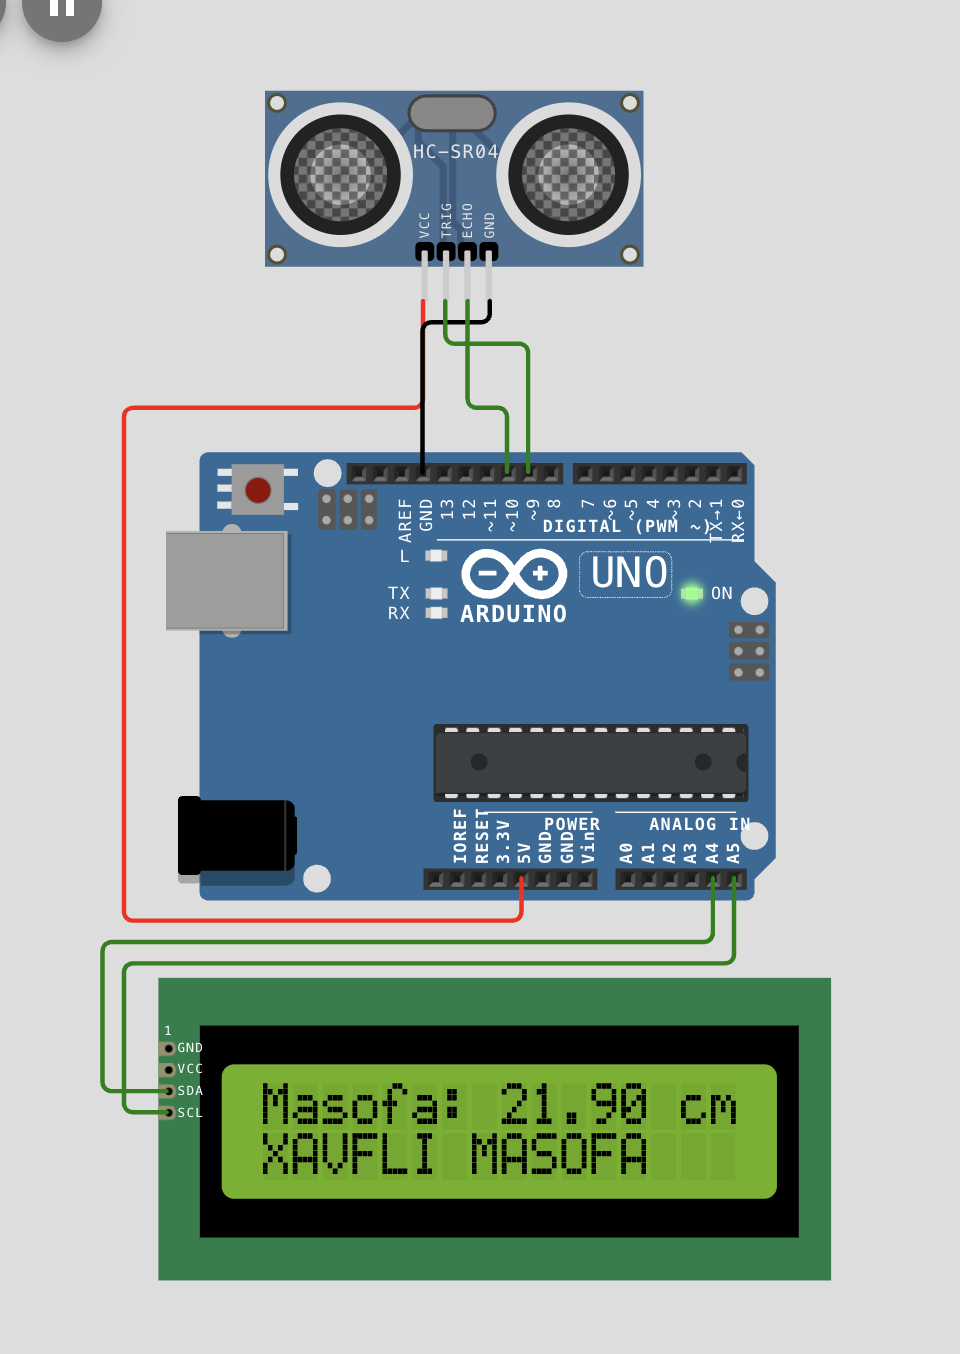 HC-SR04
VCC
TRIG
ECHO
GND
AREF
GND
13
12
~11
~10
~9
8
7
~6
~5
4
~3
2
TX→1
RX←0
DIGITAL (PWM ~)
L
TX
RX
ARDUINO
UNO
ON
IOREF
RESET
3.3V
5V
GND
GND
Vin
POWER
ANALOG IN
A0
A1
A2
A3
A4
A5
1
GND
VCC
SDA
SCL
Masofa: 21.90 cm
XAVFLI MASOFA